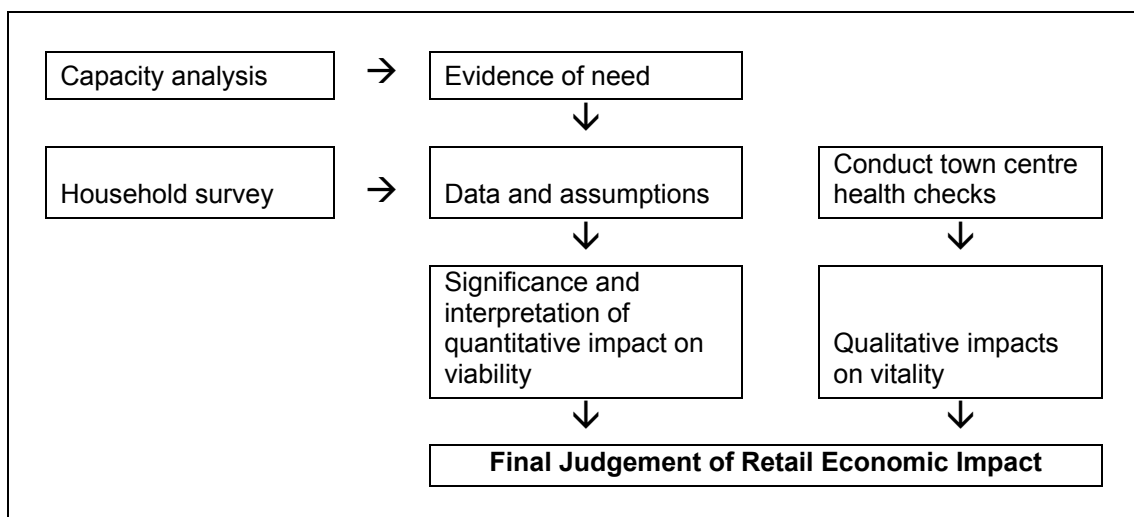 Capacity analysis → Evidence of need
↓
Household survey → Data and assumptions
Conduct town centre
health checks
↓ ↓
Significance and
interpretation of
quantitative impact on
viability
Qualitative impacts
on vitality
↓ ↓
Final Judgement of Retail Economic Impact